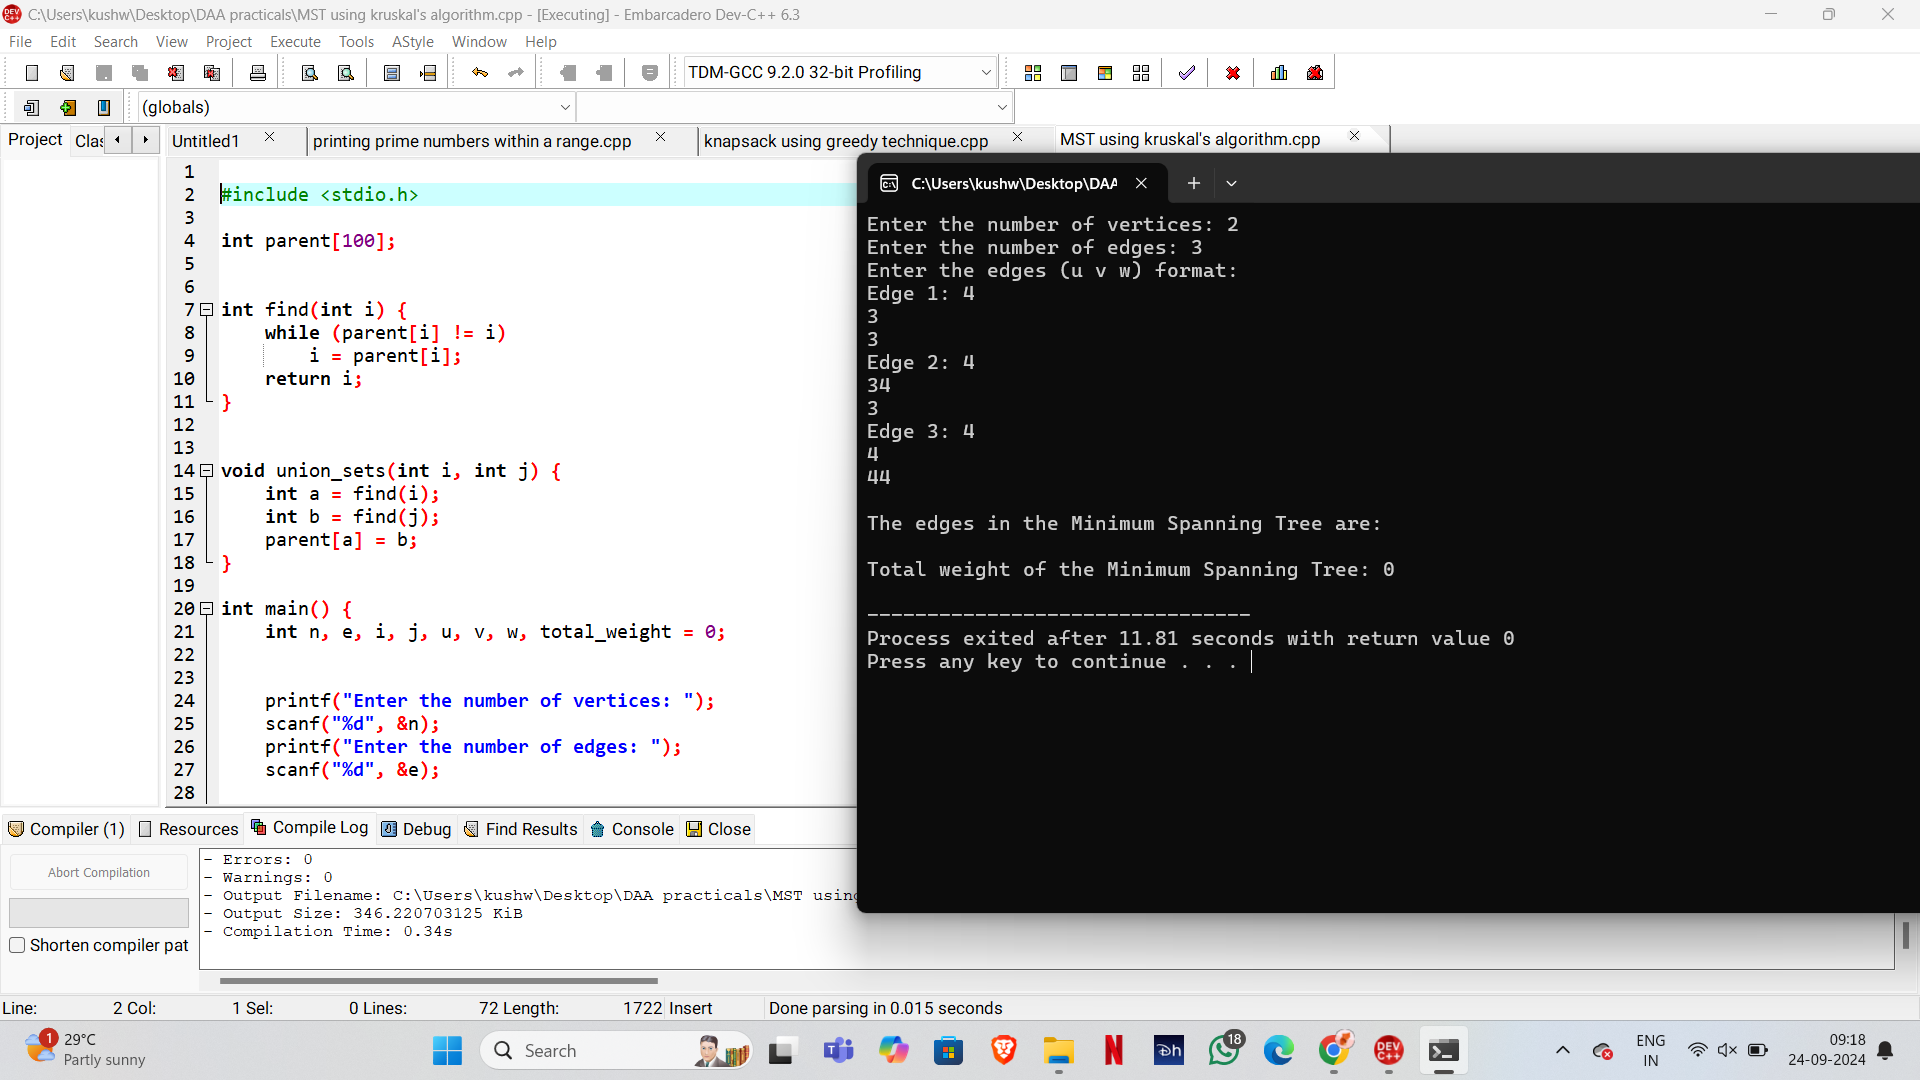 C:\Users\kushw\Desktop\DAA practicals\MST using kruskal's algorithm.cpp - [Executing] - Embarcadero Dev-C++ 6.3
File Edit Search View Project Execute Tools AStyle Window Help
TDM-GCC 9.2.0 32-bit Profiling
(globals)
Project Clas Untitled1 printing prime numbers within a range.cpp knapsack using greedy technique.cpp MST using kruskal's algorithm.cpp
1
2 #include <stdio.h>
3
4 int parent[100];
5
6
7 int find(int i) {
8 while (parent[i] != i)
9 i = parent[i];
10 return i;
11 }
12
13
14 void union_sets(int i, int j) {
15 int a = find(i);
16 int b = find(j);
17 parent[a] = b;
18 }
19
20 int main() {
21 int n, e, i, j, u, v, w, total_weight = 0;
22
23
24 printf("Enter the number of vertices: ");
25 scanf("%d", &n);
26 printf("Enter the number of edges: ");
27 scanf("%d", &e);
28
C:\Users\kushw\Desktop\DAA
Enter the number of vertices: 2
Enter the number of edges: 3
Enter the edges (u v w) format:
Edge 1: 4
3
3
Edge 2: 4
34
3
Edge 3: 4
4
44
The edges in the Minimum Spanning Tree are:
Total weight of the Minimum Spanning Tree: 0
--------------------------------
Process exited after 11.81 seconds with return value 0
Press any key to continue . . .
Compiler (1) Resources Compile Log Debug Find Results Console Close
Abort Compilation
Shorten compiler pat
- Errors: 0
- Warnings: 0
- Output Filename: C:\Users\kushw\Desktop\DAA practicals\MST using
- Output Size: 346.220703125 KiB
- Compilation Time: 0.34s
Line: 2 Col: 1 Sel: 0 Lines: 72 Length: 1722 Insert Done parsing in 0.015 seconds
1
29°C
Partly sunny
Search
18
ENG
IN
09:18
24-09-2024